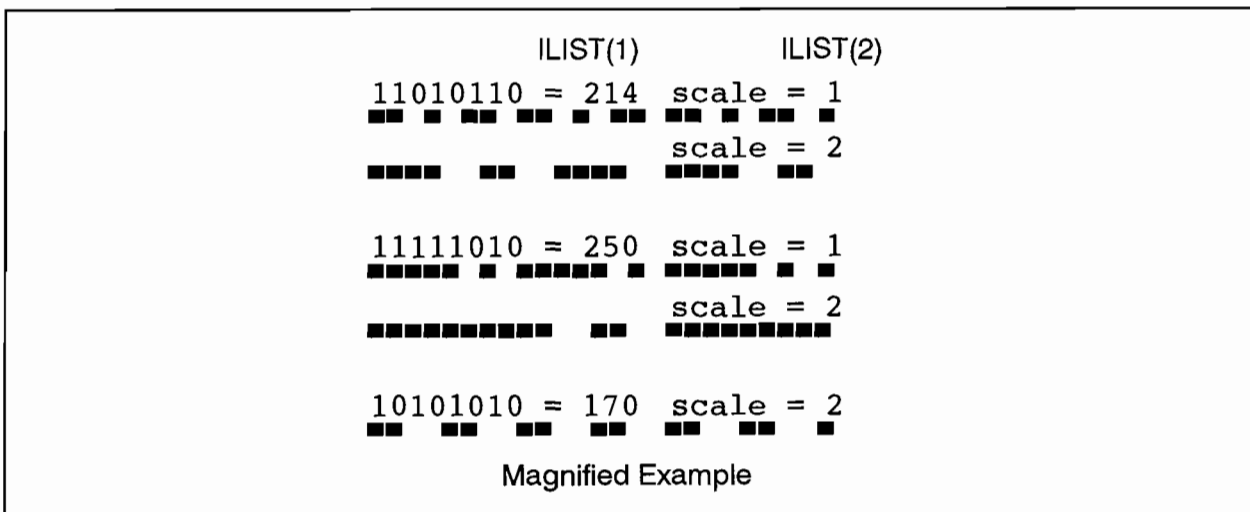 ILIST(1) ILIST(2)
11010110 = 214 scale = 1
scale = 2
11111010 = 250 scale = 1
scale = 2
10101010 = 170 scale = 2
Magnified Example